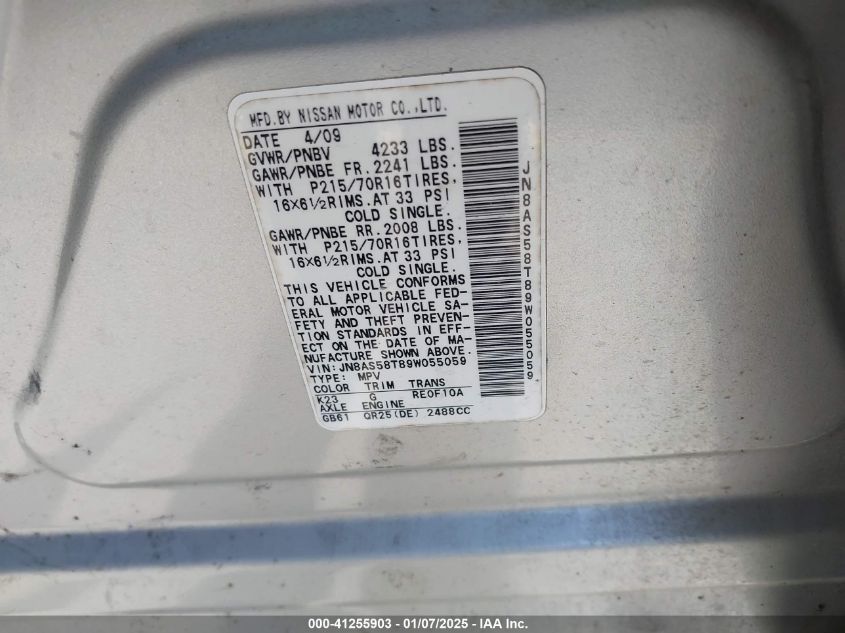 MFD.BY NISSAN MOTOR CO.,LTD.
DATE 4/09
GVWR/PNBV 4233 LBS.
GAWR/PNBE FR.2241 LBS.
WITH P215/70R16TIRES,
16X6½RIMS.AT 33 PSI
COLD SINGLE.
GAWR/PNBE RR.2008 LBS.
WITH P215/70R16TIRES,
16X6½RIMS.AT 33 PSI
COLD SINGLE.
THIS VEHICLE CONFORMS
TO ALL APPLICABLE FED-
ERAL MOTOR VEHICLE SA-
FETY AND THEFT PREVEN-
TION STANDARDS IN EFF-
ECT ON THE DATE OF MA-
NUFACTURE SHOWN ABOVE.
VIN:JN8AS58T89W055059
TYPE: MPV
COLOR TRIM TRANS
K23 G RE0F10A
AXLE ENGINE
GB61 QR25(DE) 2488CC
JN8AS58T89W055059
000-41255903 - 01/07/2025 - © IAA Inc.